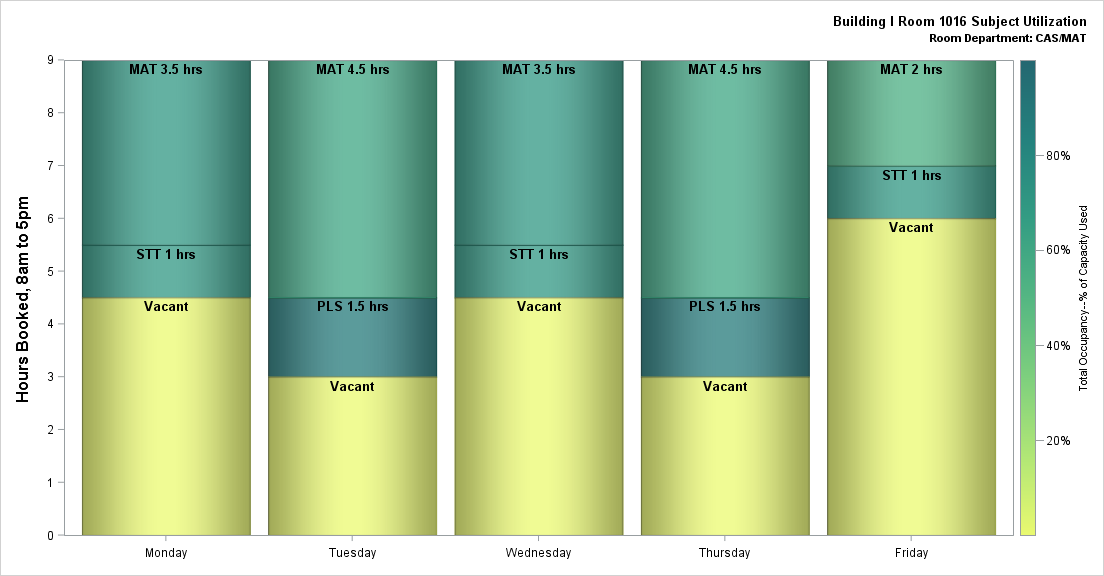 Building I Room 1016 Subject Utilization
Room Department: CAS/MAT
Hours Booked, 8am to 5pm
9
8
7
6
5
4
3
2
1
0
MAT 3.5 hrs
STT 1 hrs
Vacant
MAT 4.5 hrs
PLS 1.5 hrs
Vacant
MAT 3.5 hrs
STT 1 hrs
Vacant
MAT 4.5 hrs
PLS 1.5 hrs
Vacant
MAT 2 hrs
STT 1 hrs
Vacant
Monday
Tuesday
Wednesday
Thursday
Friday
80%
60%
40%
20%
Total Occupancy--% of Capacity Used